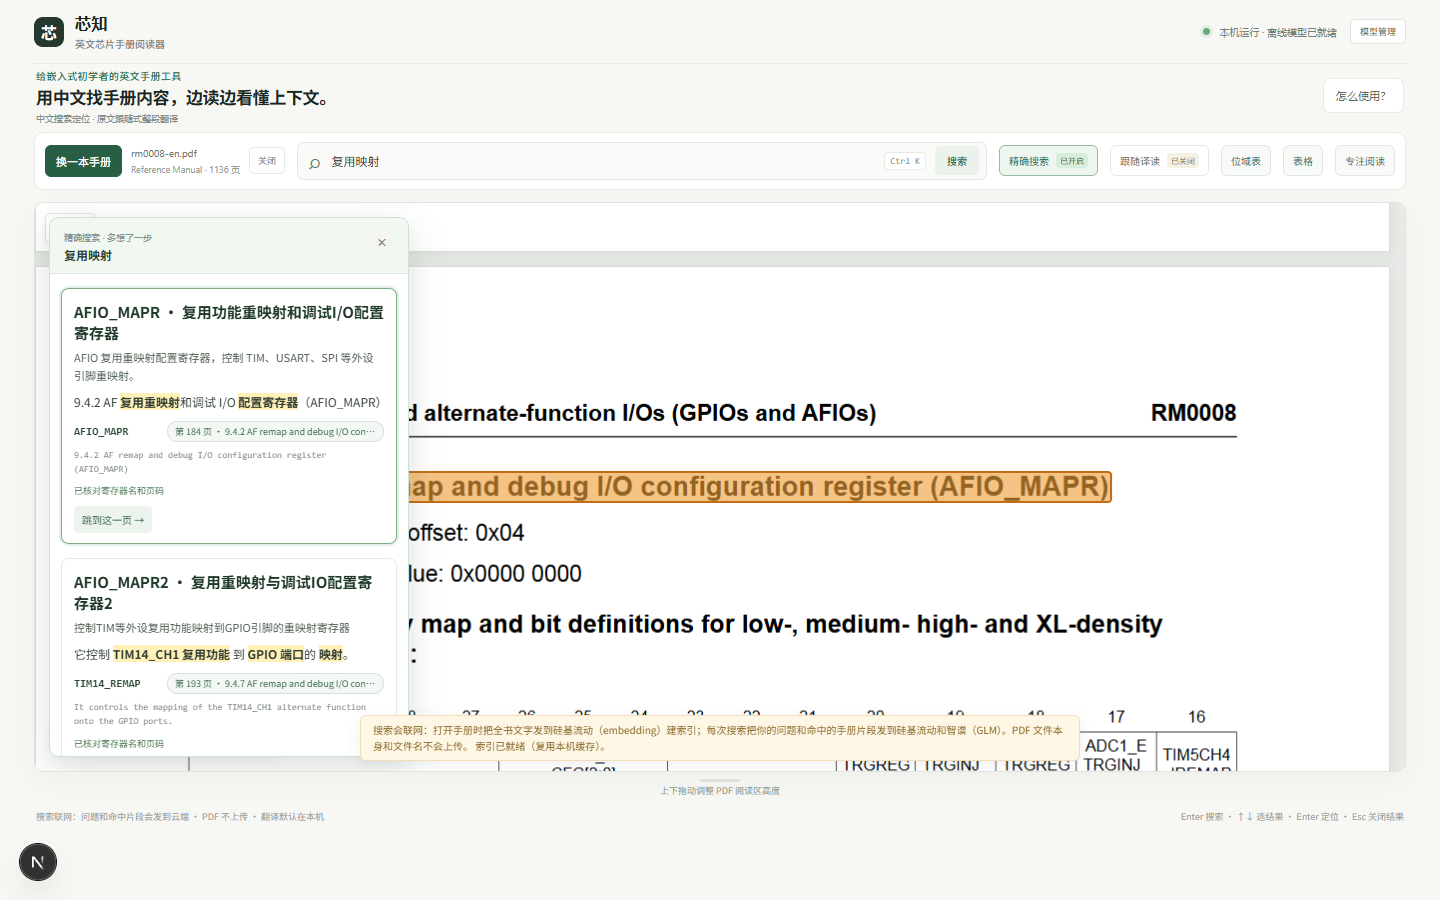 芯
芯知
英文芯片手册阅读器
本机运行 · 离线模型已就绪
模型管理
给嵌入式初学者的英文手册工具
用中文找手册内容，边读边看懂上下文。
中文搜索定位 · 原文跟随式整段翻译
怎么使用？
换一本手册
rm0008-en.pdf
Reference Manual · 1136 页
关闭
复用映射
Ctrl K
搜索
精确搜索 已开启
跟随译读 已关闭
位域表
表格
专注阅读
精确搜索 · 多想了一步
复用映射
×
AFIO_MAPR · 复用功能重映射和调试I/O配置
寄存器
AFIO 复用重映射配置寄存器，控制 TIM、USART、SPI 等外设
引脚重映射。
9.4.2 AF 复用重映射和调试 I/O 配置寄存器（AFIO_MAPR）
AFIO_MAPR
第 184 页 · 9.4.2 AF remap and debug I/O con···
9.4.2 AF remap and debug I/O configuration register
(AFIO_MAPR)
已核对寄存器名和页码
跳到这一页 →
AFIO_MAPR2 · 复用重映射与调试IO配置寄
存器2
控制TIM等外设复用功能映射到GPIO引脚的重映射寄存器
它控制 TIM14_CH1 复用功能 到 GPIO 端口的 映射。
TIM14_REMAP
第 193 页 · 9.4.7 AF remap and debug I/O con···
It controls the mapping of the TIM14_CH1 alternate function
onto the GPIO ports.
已核对寄存器名和页码
d alternate-function I/Os (GPIOs and AFIOs)
RM0008
ap and debug I/O configuration register (AFIO_MAPR)
offset: 0x04
lue: 0x0000 0000
y map and bit definitions for low-, medium- high- and XL-density
:
17 16
ADC1_E
TRGINJ
TIM5CH4
TRGREG TRGINJ TRGREG
搜索会联网：打开手册时把全书文字发到硅基流动（embedding）建索引；每次搜索把你的问题和命中的手册片段发到硅基流动和智谱（GLM）。PDF 文件本
身和文件名不会上传。 索引已就绪（复用本机缓存）。
上下拖动调整 PDF 阅读区高度
搜索联网：问题和命中片段会发到云端 · PDF 不上传 · 翻译默认在本机
Enter 搜索 · ↑↓ 选结果 · Enter 定位 · Esc 关闭结果
N